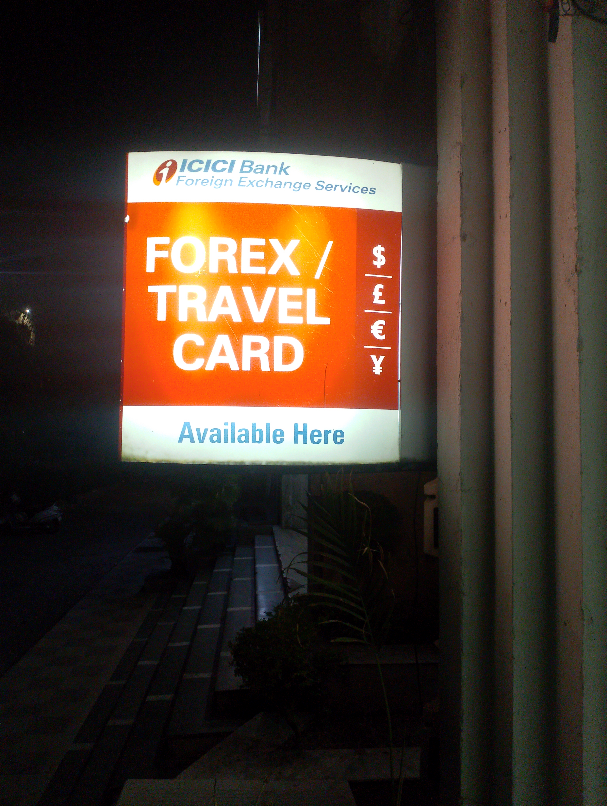 ICICI Bank
Foreign Exchange Services
FOREX /
TRAVEL
CARD
$
£
€
¥
Available Here